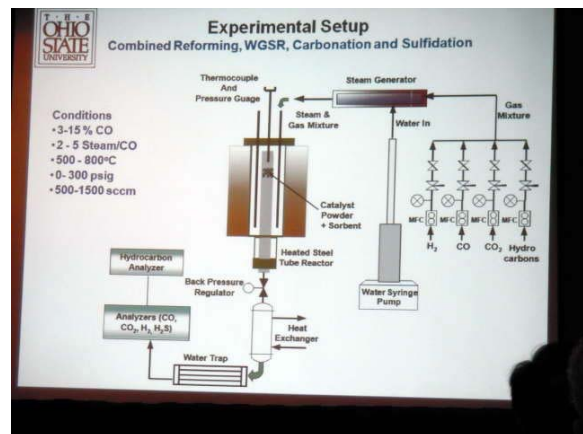 T · H · E
OHIO
STATE
UNIVERSITY
Experimental Setup
Combined Reforming, WGSR, Carbonation and Sulfidation
Conditions
•3-15 % CO
•2 - 5 Steam/CO
•500 - 800°C
•0- 300 psig
•500-1500 sccm
Thermocouple
And
Pressure Guage
Steam Generator
Steam &
Gas Mixture
Water In
Gas
Mixture
Catalyst
Powder
+ Sorbent
MFC
MFC
MFC
MFC
H₂
CO
CO₂
Hydro
carbons
Heated Steel
Tube Reactor
Hydrocarbon
Analyzer
Back Pressure
Regulator
Water Syringe
Pump
Analyzers (CO,
CO₂, H₂, H₂S)
Heat
Exchanger
Water Trap